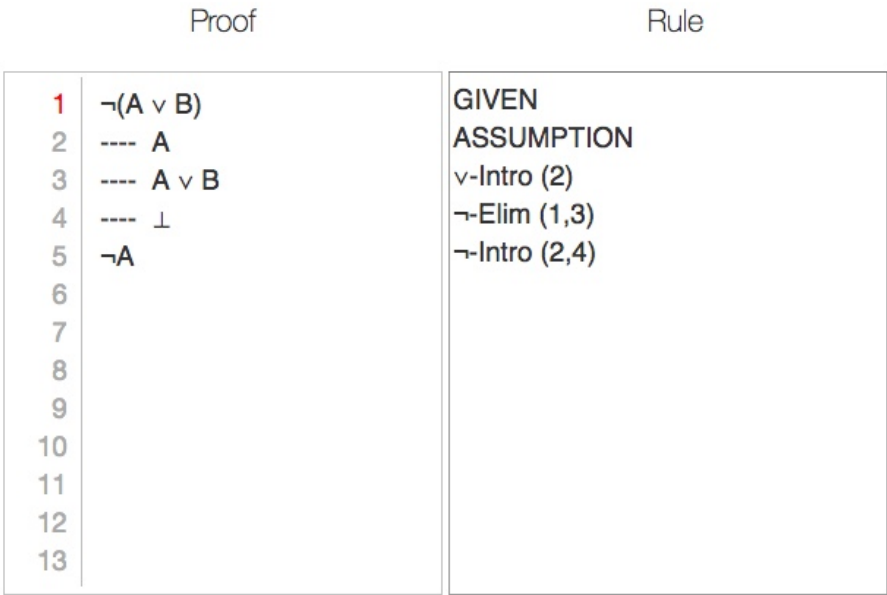 Proof Rule
1 ¬(A ∨ B) GIVEN
2 ---- A ASSUMPTION
3 ---- A ∨ B ∨-Intro (2)
4 ---- ⊥ ¬-Elim (1,3)
5 ¬A ¬-Intro (2,4)
6
7
8
9
10
11
12
13